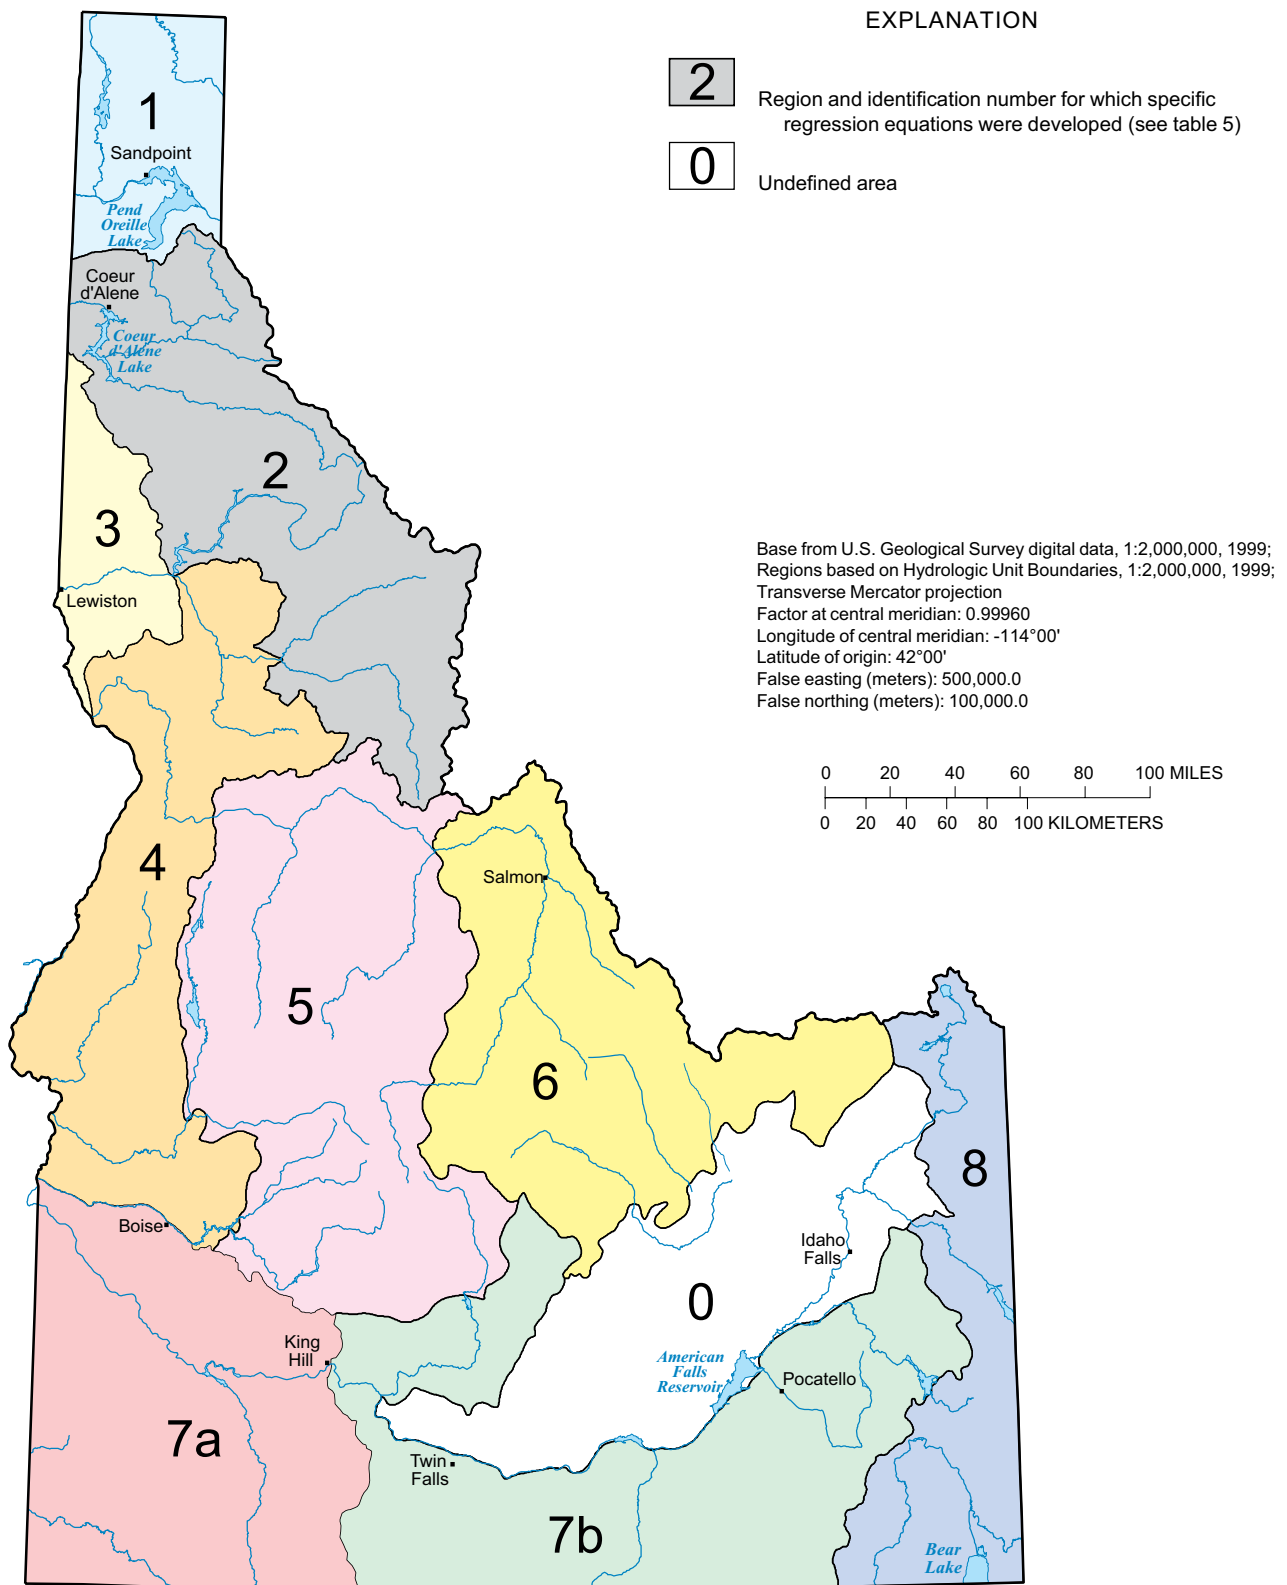 EXPLANATION
2
Region and identification number for which specific
regression equations were developed (see table 5)
0
Undefined area
1
Sandpoint
Pend
Oreille
Lake
Coeur
d'Alene
Coeur
d'Alene
Lake
2
3
Lewiston
Base from U.S. Geological Survey digital data, 1:2,000,000, 1999;
Regions based on Hydrologic Unit Boundaries, 1:2,000,000, 1999;
Transverse Mercator projection
Factor at central meridian: 0.99960
Longitude of central meridian: -114°00'
Latitude of origin: 42°00'
False easting (meters): 500,000.0
False northing (meters): 100,000.0
0 20 40 60 80 100 MILES
0 20 40 60 80 100 KILOMETERS
4
Salmon
5
6
8
Boise
Idaho
Falls
0
King
Hill
American
Falls
Reservoir
Pocatello
7a
Twin
Falls
7b
Bear
Lake